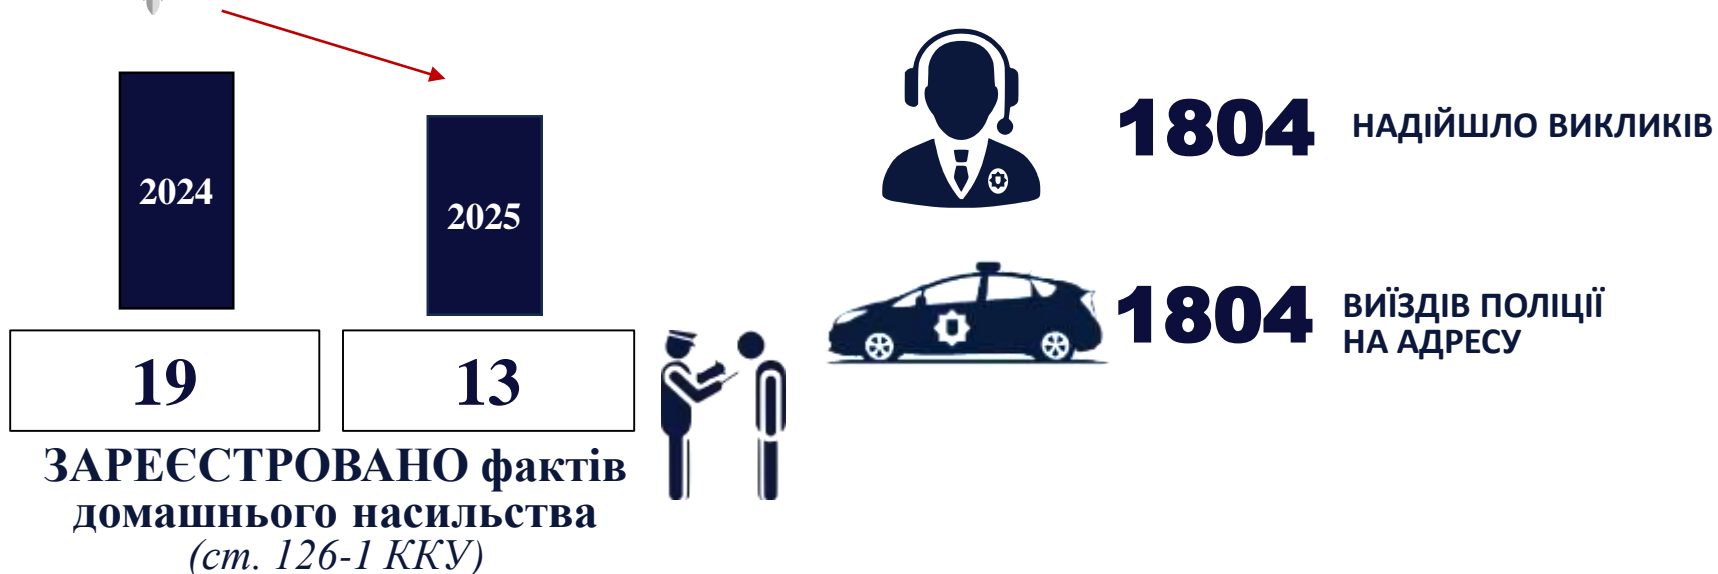 2024
2025
19
13
ЗАРЕЄСТРОВАНО фактів
домашнього насильства
(ст. 126-1 ККУ)
1804
НАДІЙШЛО ВИКЛИКІВ
1804
ВИЇЗДІВ ПОЛІЦІЇ
НА АДРЕСУ